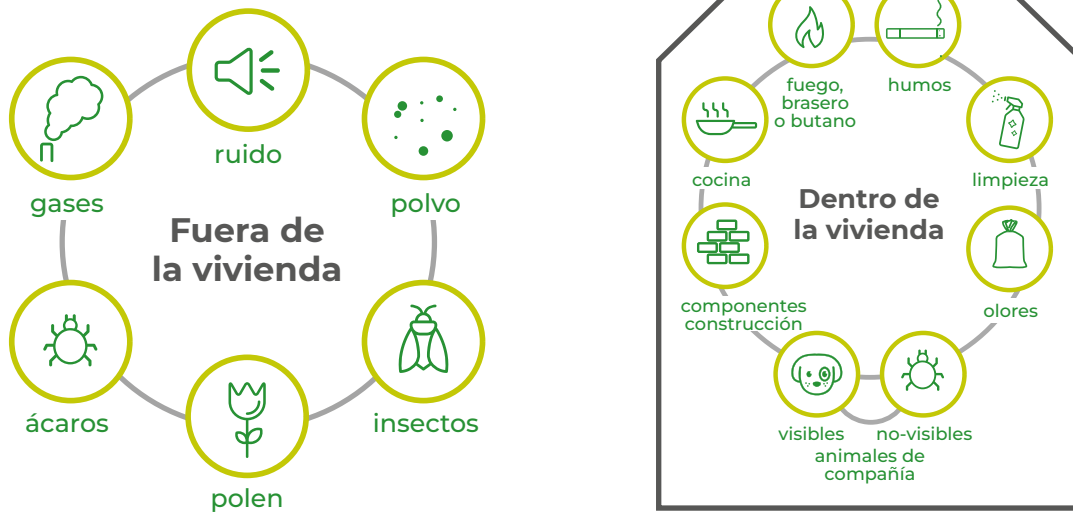 ruido
gases
polvo
Fuera de
la vivienda
ácaros
insectos
polen
fuego,
brasero
o butano
humos
cocina
limpieza
Dentro de
la vivienda
componentes
construcción
olores
visibles
no-visibles
animales de
compañía